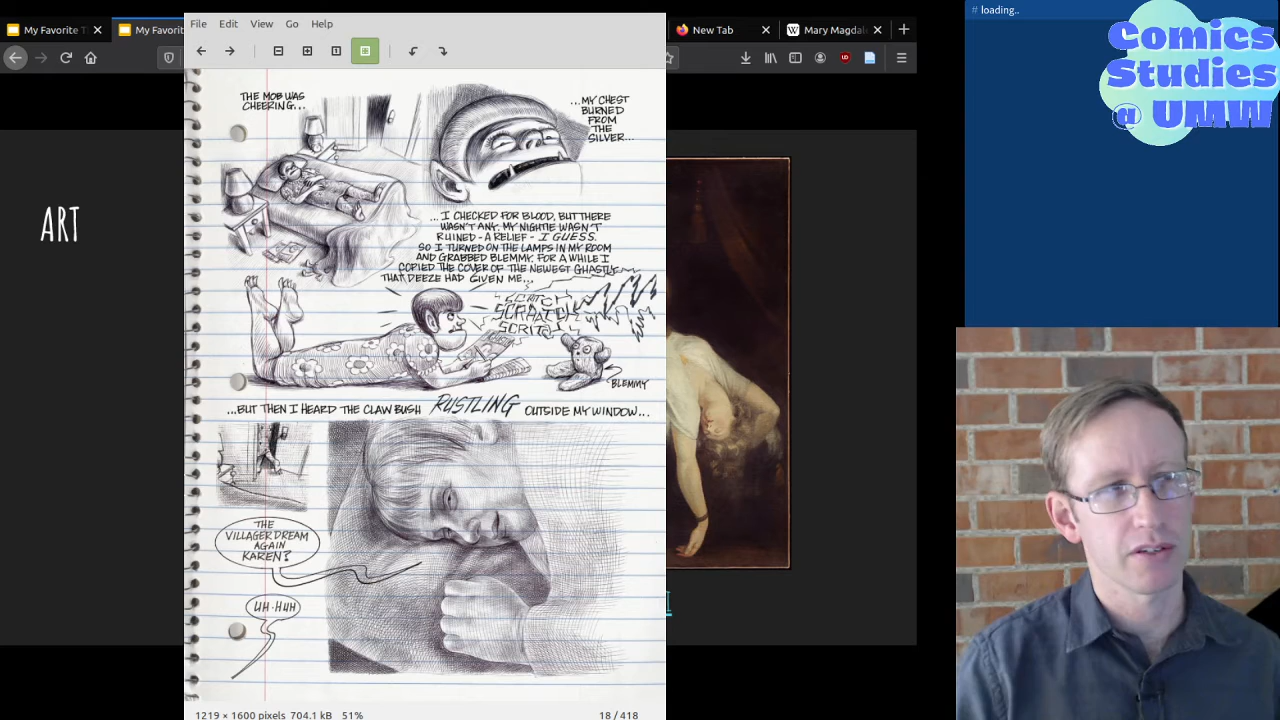 File Edit View Go Help
My Favorite T
My Favorit
New Tab
Mary Magdal
# loading..
Comics
Studies
@ UMW
ART
THE MOB WAS
CHEERING...
...MY CHEST
BURNED
FROM
THE
SILVER...
...I CHECKED FOR BLOOD, BUT THERE
WASN'T ANY. MY NIGHTIE WASN'T
RUINED - A RELIEF - I GUESS.
SO I TURNED ON THE LAMPS IN MY ROOM
AND GRABBED BLEMMY. FOR A WHILE I
COPIED THE COVER OF THE NEWEST GHASTLY
THAT DEEZE HAD GIVEN ME...
SCRATCH
BLEMMY
...BUT THEN I HEARD THE CLAW BUSH RUSTLING OUTSIDE MY WINDOW...
THE
VILLAGER DREAM
AGAIN
KAREN?
UH-HUH
1219 × 1600 pixels 704.1 kB 51%
18 / 418